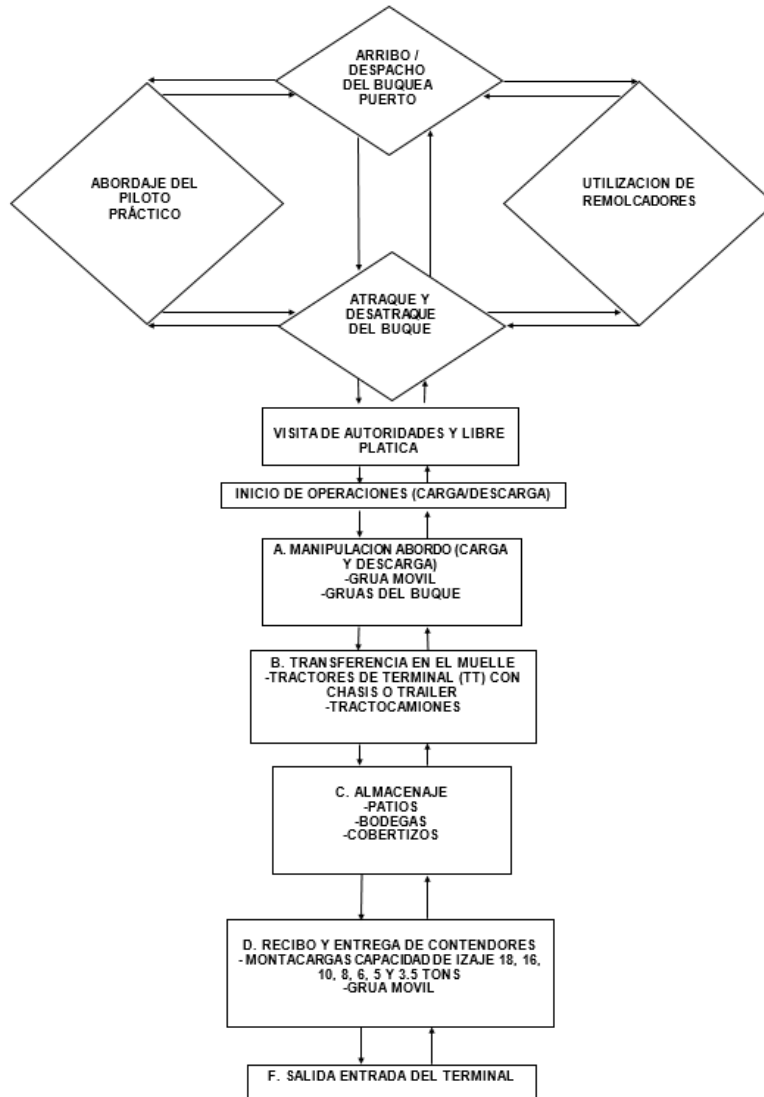 ARRIBO /
DESPACHO
DEL BUQUEA
PUERTO
ABORDAJE DEL
PILOTO
PRÁCTICO
UTILIZACION DE
REMOLCADORES
ATRAQUE Y
DESATRAQUE
DEL BUQUE
VISITA DE AUTORIDADES Y LIBRE
PLATICA
INICIO DE OPERACIONES (CARGA/DESCARGA)
A. MANIPULACION ABORDO (CARGA
Y DESCARGA)
-GRUA MOVIL
-GRUAS DEL BUQUE
B. TRANSFERENCIA EN EL MUELLE
-TRACTORES DE TERMINAL (TT) CON
CHASIS O TRAILER
-TRACTOCAMIONES
C. ALMACENAJE
-PATIOS
-BODEGAS
-COBERTIZOS
D. RECIBO Y ENTREGA DE CONTENDORES
- MONTACARGAS CAPACIDAD DE IZAJE 18, 16,
10, 8, 6, 5 Y 3.5 TONS
-GRUA MOVIL
F. SALIDA ENTRADA DEL TERMINAL